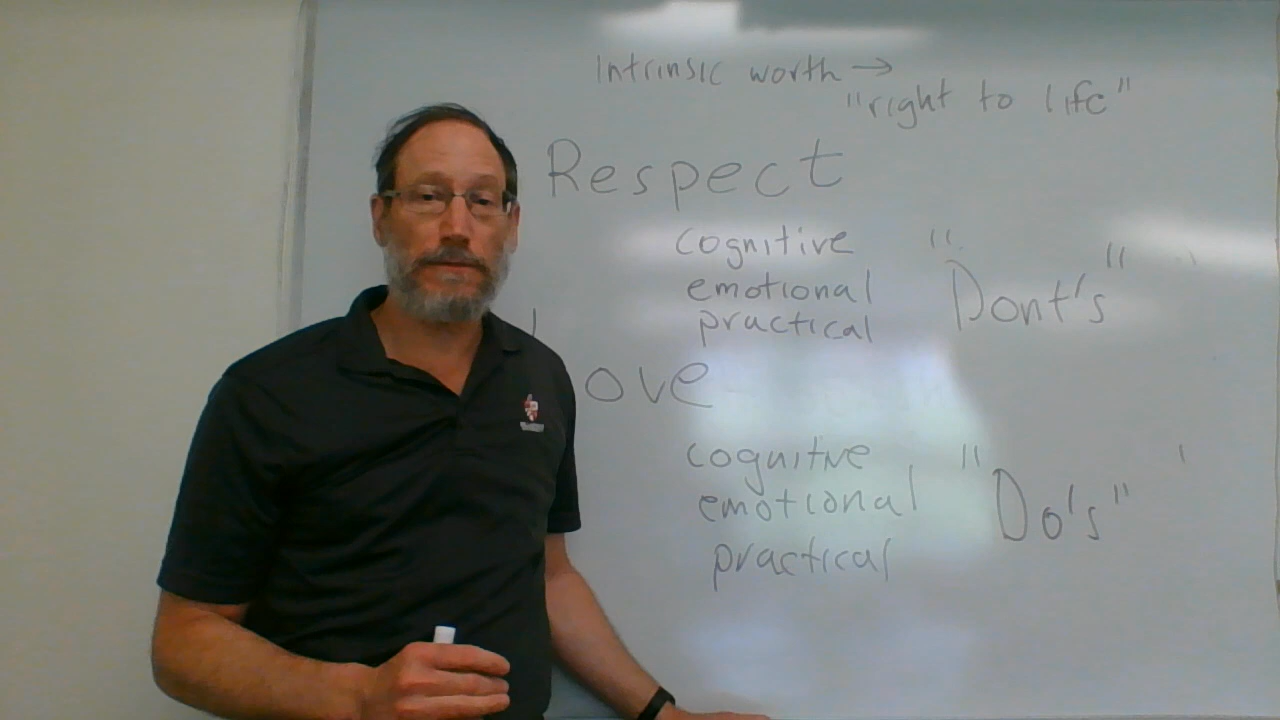 Intrinsic worth →
"right to life"
Respect
cognitive
emotional
practical
"Dont's"
ove
cognitive
emotional
practical
"Do's"